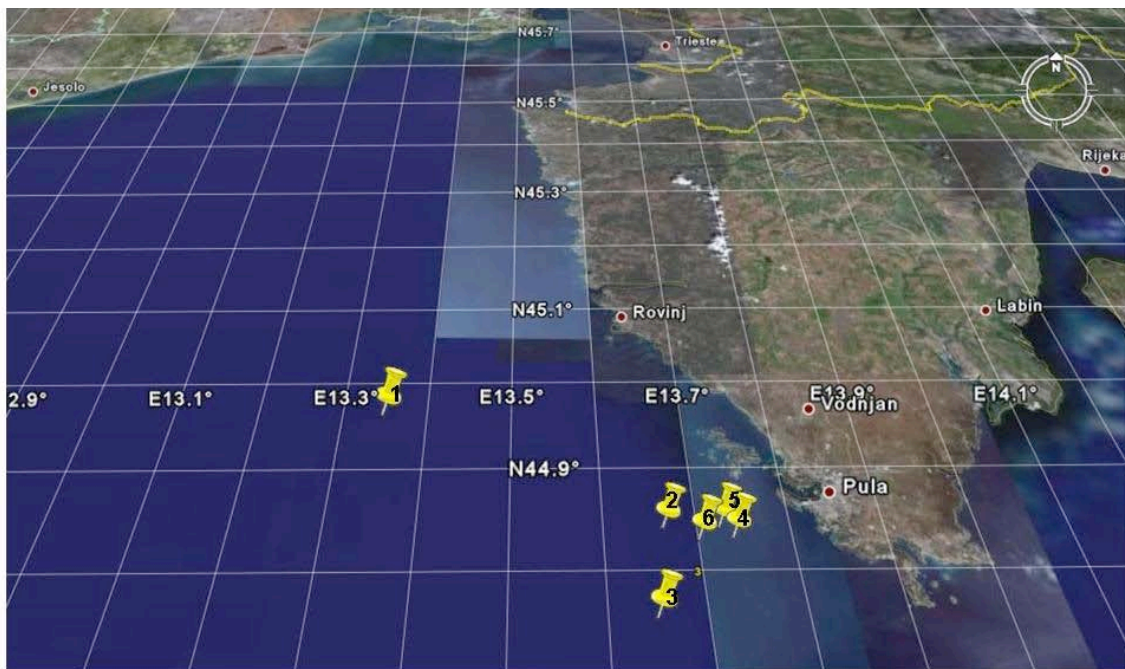 N45.7°
Trieste
N
Jesolo
N45.5°
Rijeka
N45.3°
N45.1°
Rovinj
Labin
1
2.9°
E13.1°
E13.3°
E13.5°
E13.7°
E13.9°
E14.1°
Vodnjan
N44.9°
Pula
2
5
6
4
3
3